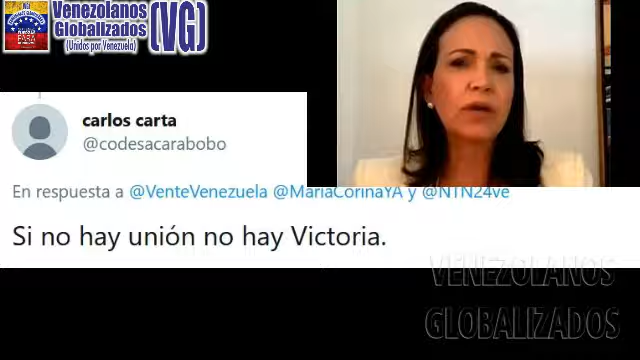 Venezolanos
Globalizados
(Unidos por Venezuela)
(VG)
carlos carta
@codesacarabobo
En respuesta a @VenteVenezuela @MariaCorinaYA y @NTN24ve
Si no hay unión no hay Victoria.
VENEZOLANOS
GLOBALIZADOS